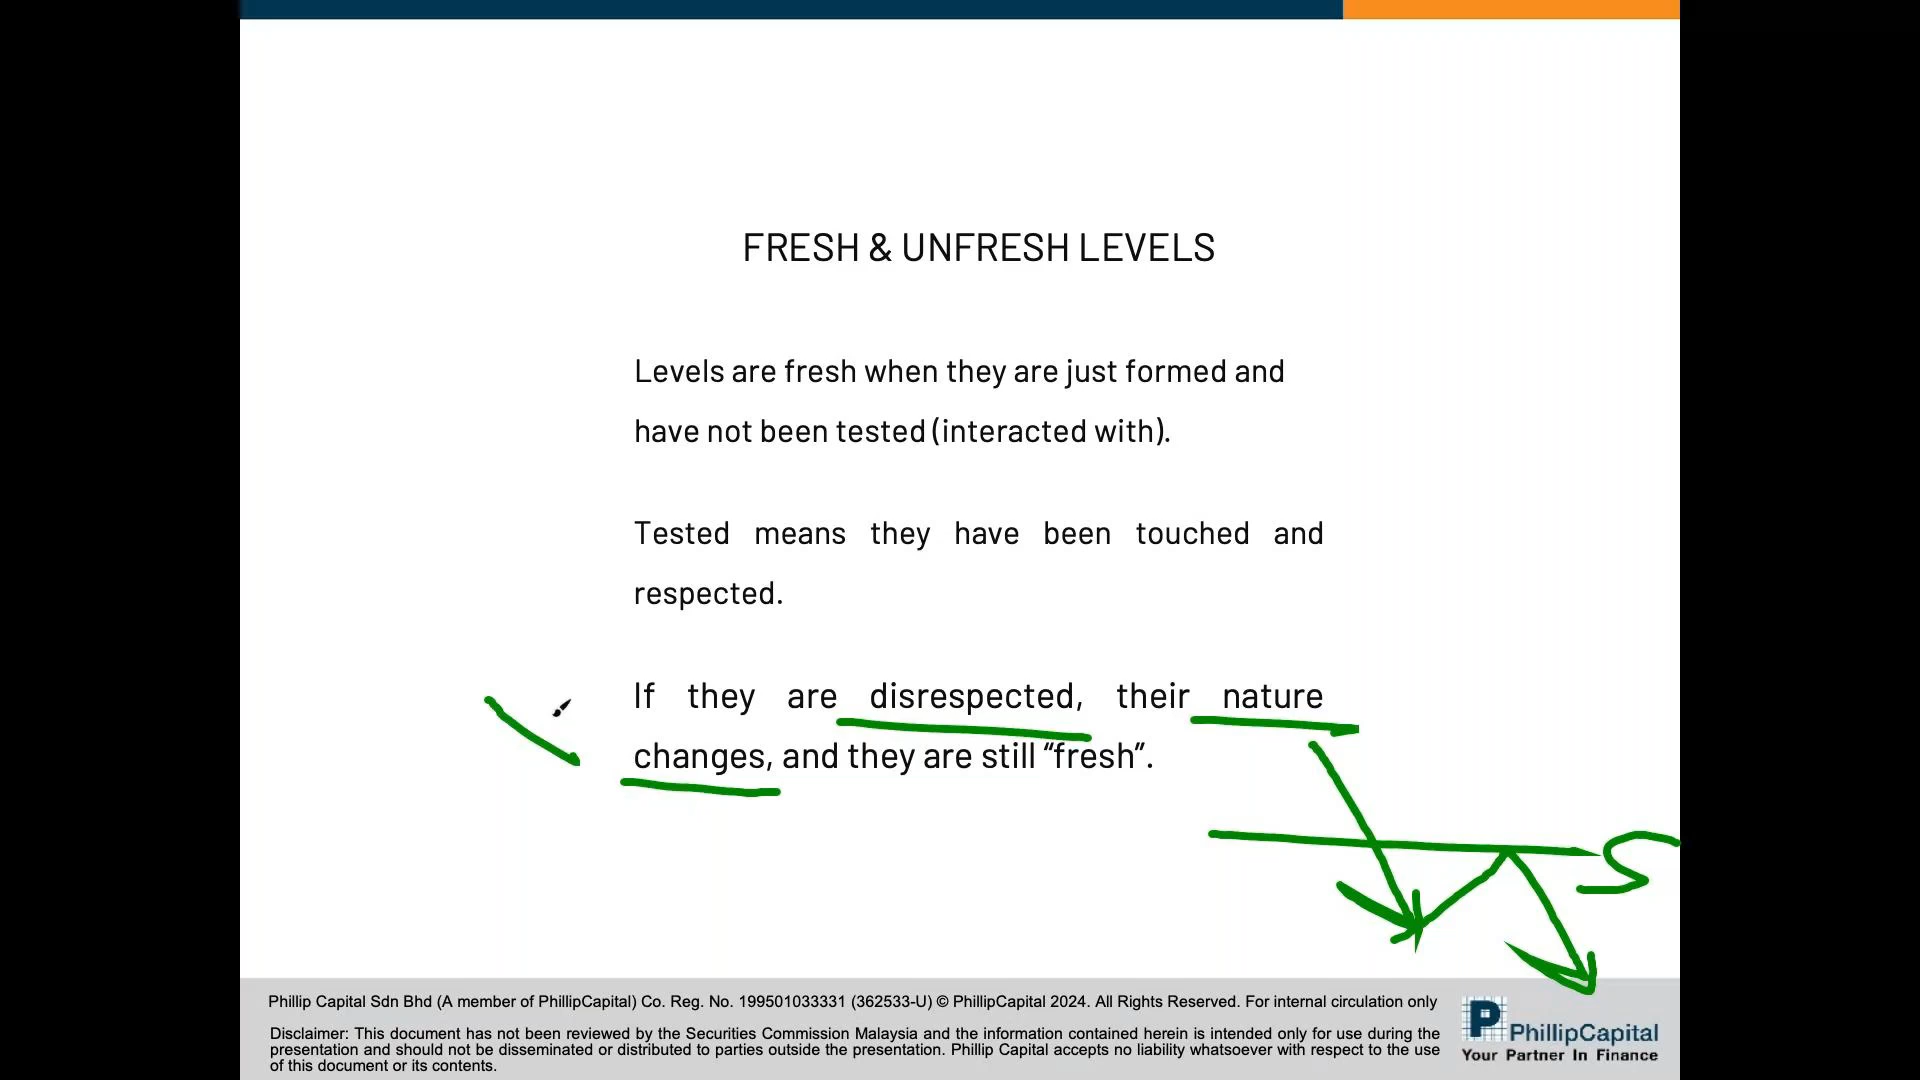 FRESH & UNFRESH LEVELS
Levels are fresh when they are just formed and
have not been tested (interacted with).
Tested means they have been touched and
respected.
If they are disrespected, their nature
changes, and they are still “fresh”.
S
Phillip Capital Sdn Bhd (A member of PhillipCapital) Co. Reg. No. 199501033331 (362533-U) © PhillipCapital 2024. All Rights Reserved. For internal circulation only
Disclaimer: This document has not been reviewed by the Securities Commission Malaysia and the information contained herein is intended only for use during the
presentation and should not be disseminated or distributed to parties outside the presentation. Phillip Capital accepts no liability whatsoever with respect to the use
of this document or its contents.
P PhillipCapital
Your Partner In Finance